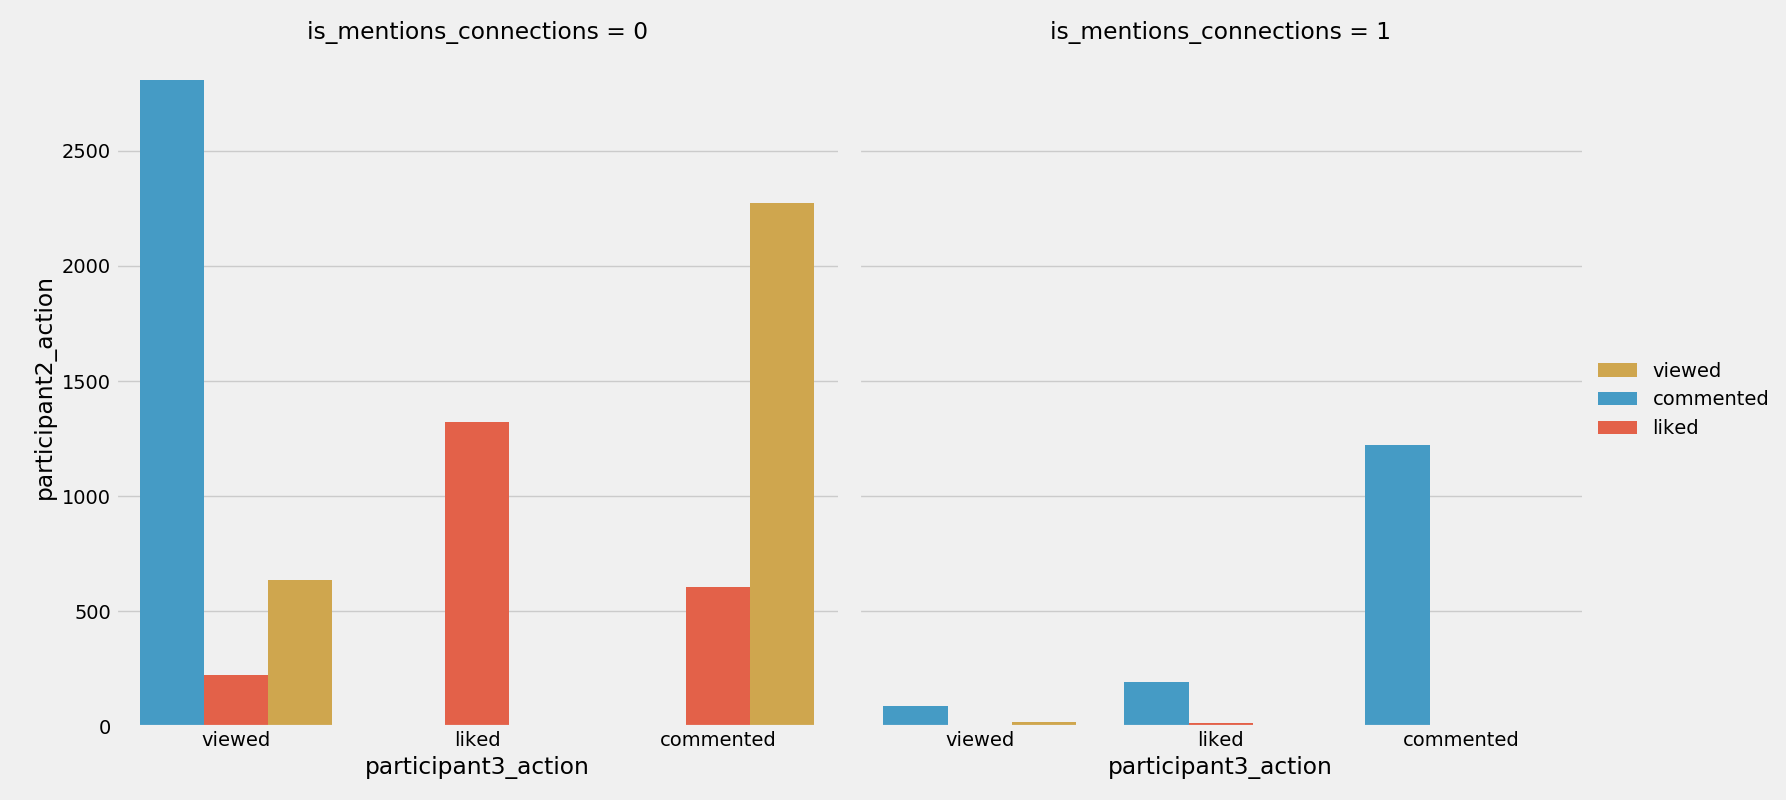 is_mentions_connections = 0
is_mentions_connections = 1
participant2_action
2500
2000
1500
1000
500
0
viewed
liked
commented
viewed
liked
commented
participant3_action
participant3_action
viewed
commented
liked